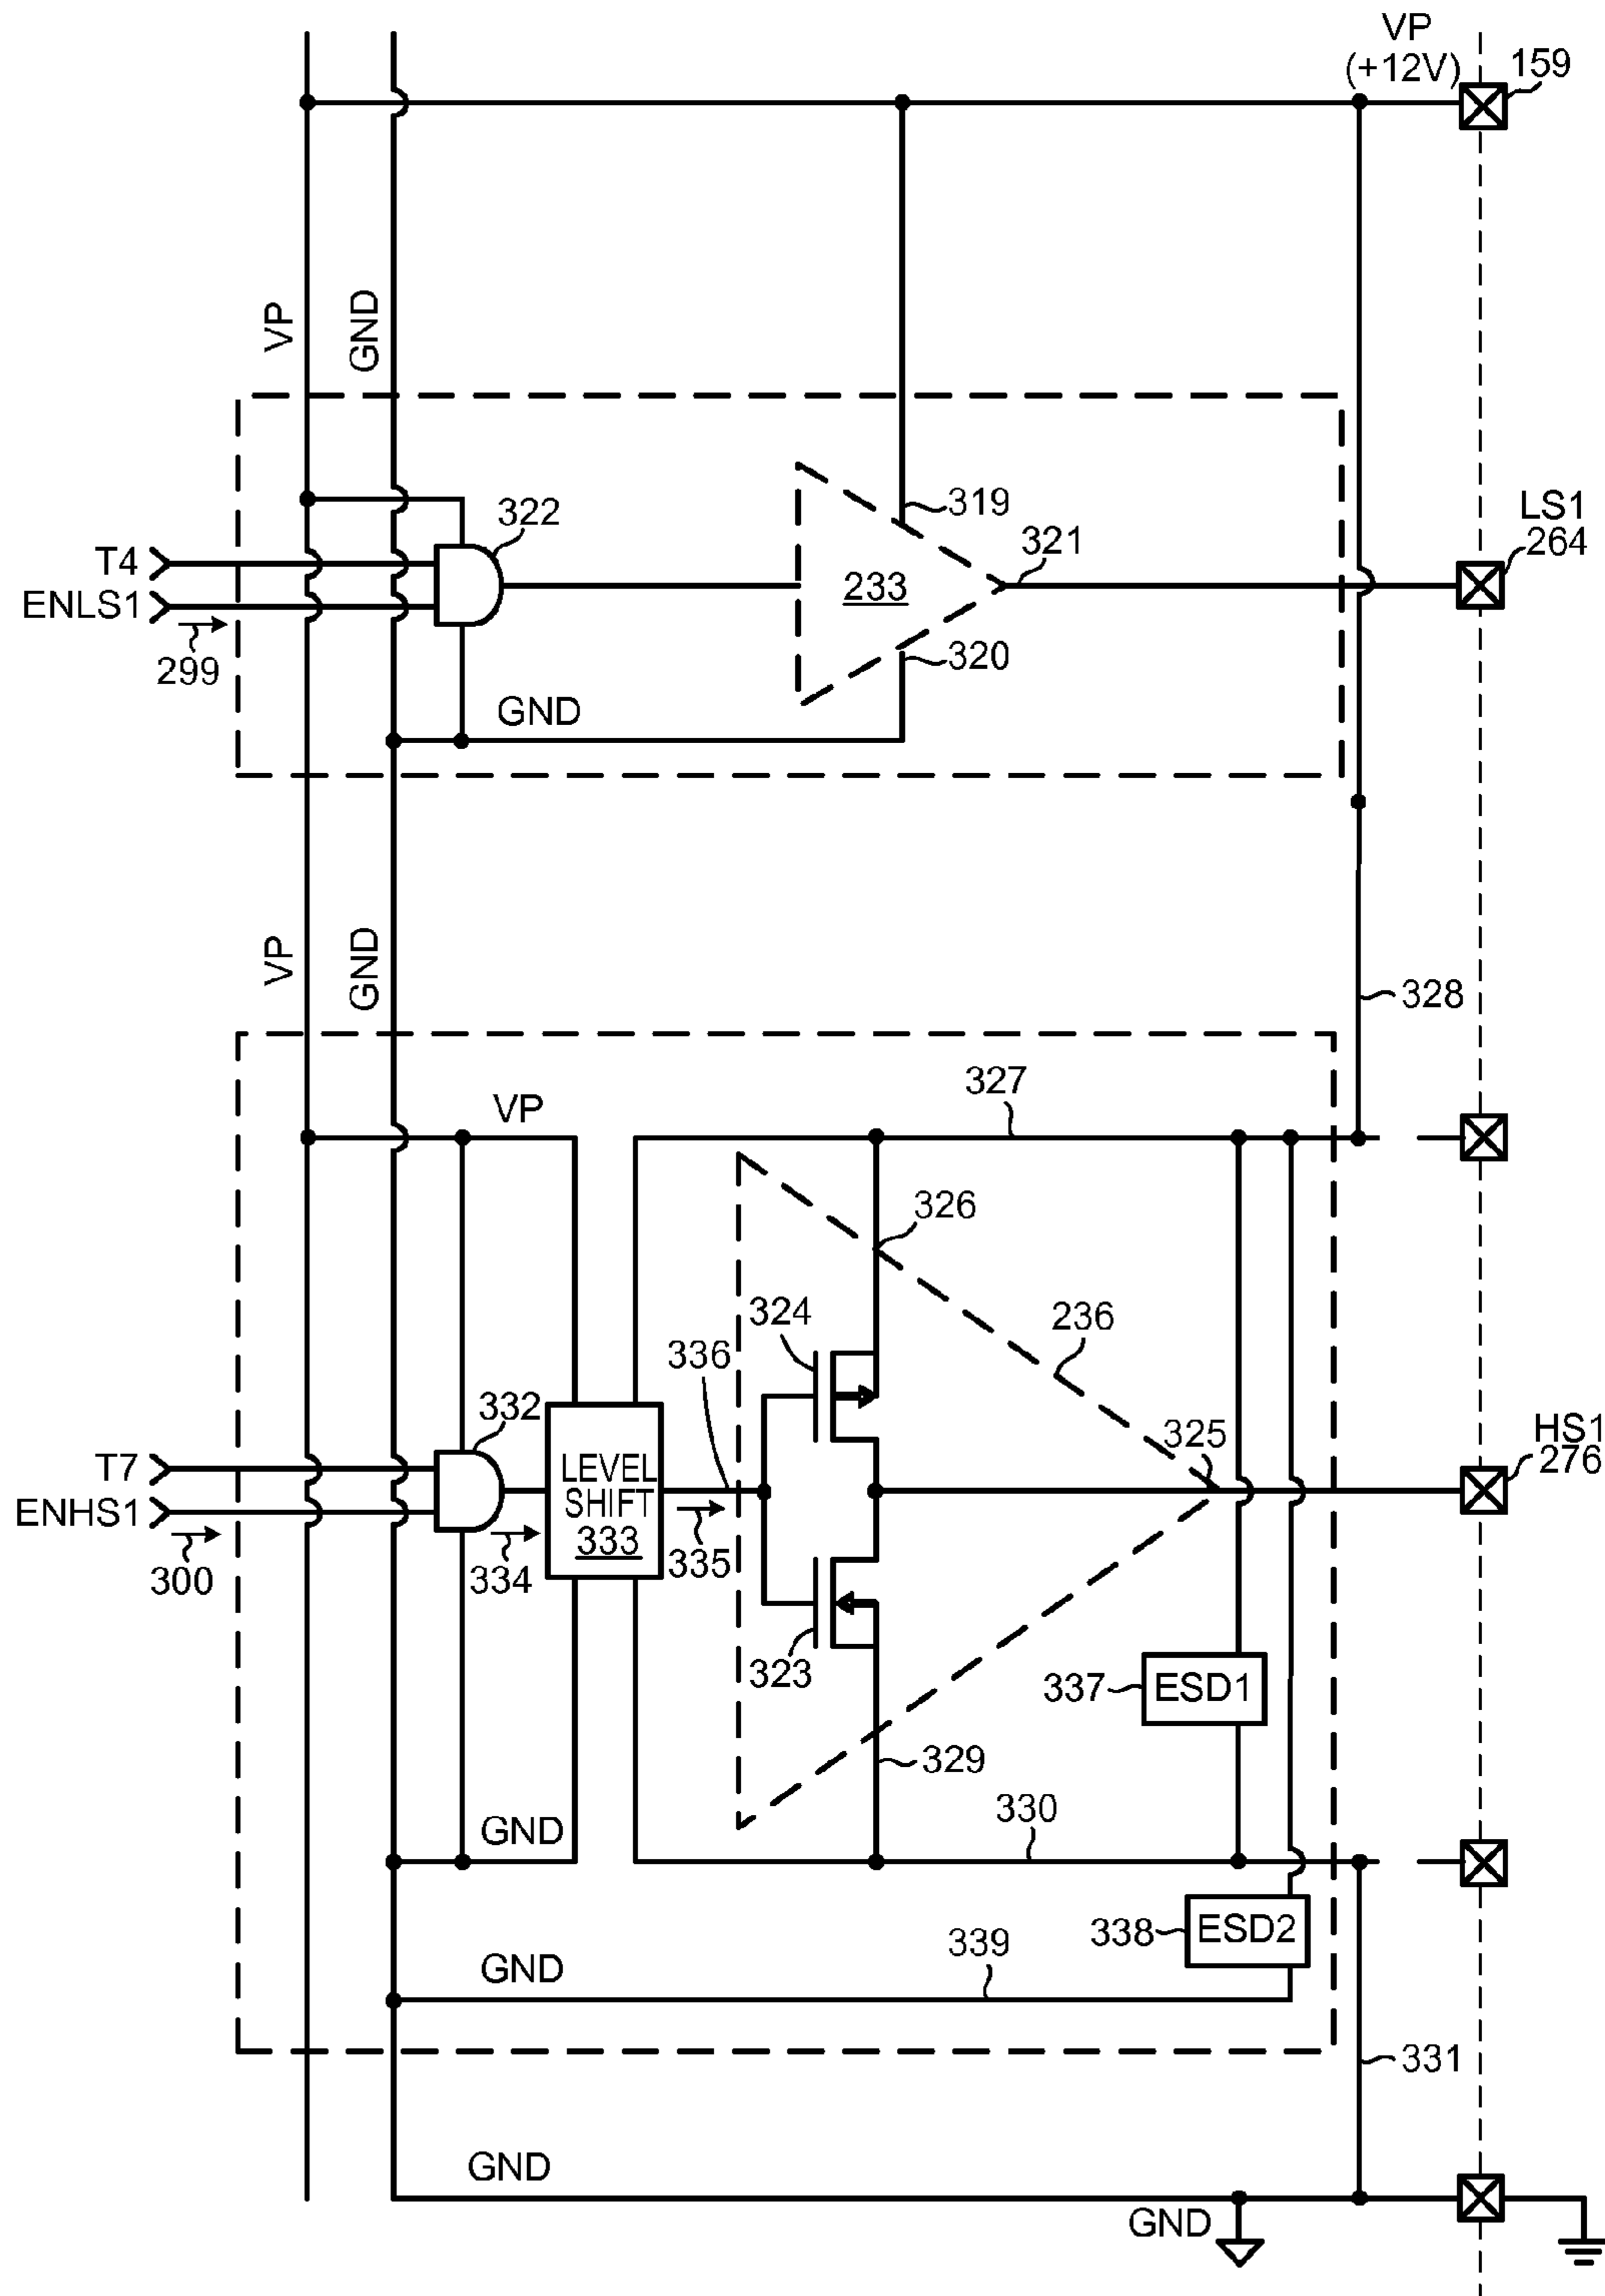 VP
(+12V)
159
VP
GND
322
319
321
LS1
264
T4
ENLS1
233
299
320
GND
VP
GND
328
327
VP
326
324
236
336
332
325
HS1
276
T7
ENHS1
LEVEL
SHIFT
333
300
334
335
323
337
ESD1
329
330
GND
338
ESD2
339
GND
331
GND
GND